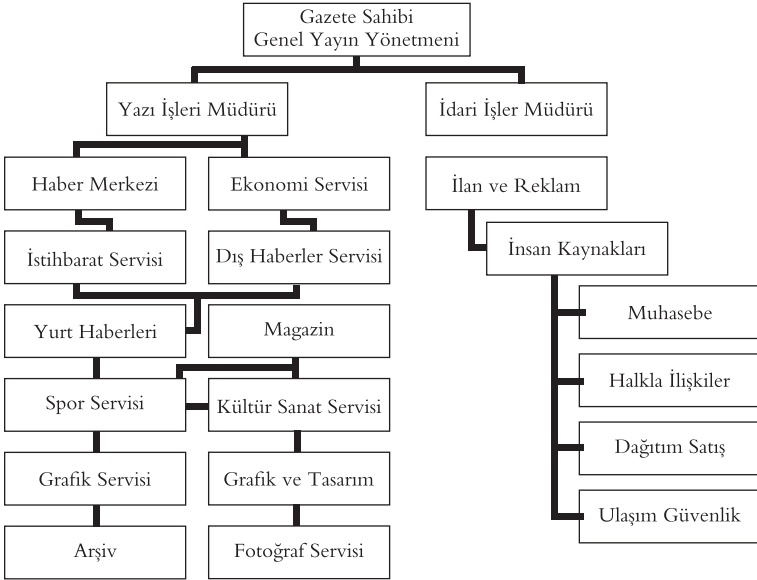 Gazete Sahibi
Genel Yayın Yönetmeni
Yazı İşleri Müdürü
İdari İşler Müdürü
Haber Merkezi
Ekonomi Servisi
İlan ve Reklam
İstihbarat Servisi
Dış Haberler Servisi
İnsan Kaynakları
Yurt Haberleri
Magazin
Muhasebe
Spor Servisi
Kültür Sanat Servisi
Halkla İlişkiler
Grafik Servisi
Grafik ve Tasarım
Dağıtım Satış
Arşiv
Fotoğraf Servisi
Ulaşım Güvenlik